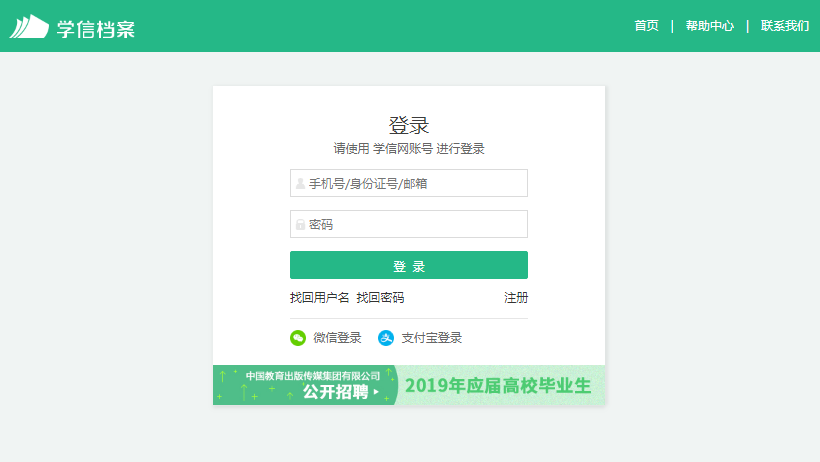 学信档案
首页 | 帮助中心 | 联系我们
登录
请使用 学信网账号 进行登录
手机号/身份证号/邮箱
密码
登 录
找回用户名 找回密码 注册
微信登录 支付宝登录
中国教育出版传媒集团有限公司
公开招聘
2019年应届高校毕业生